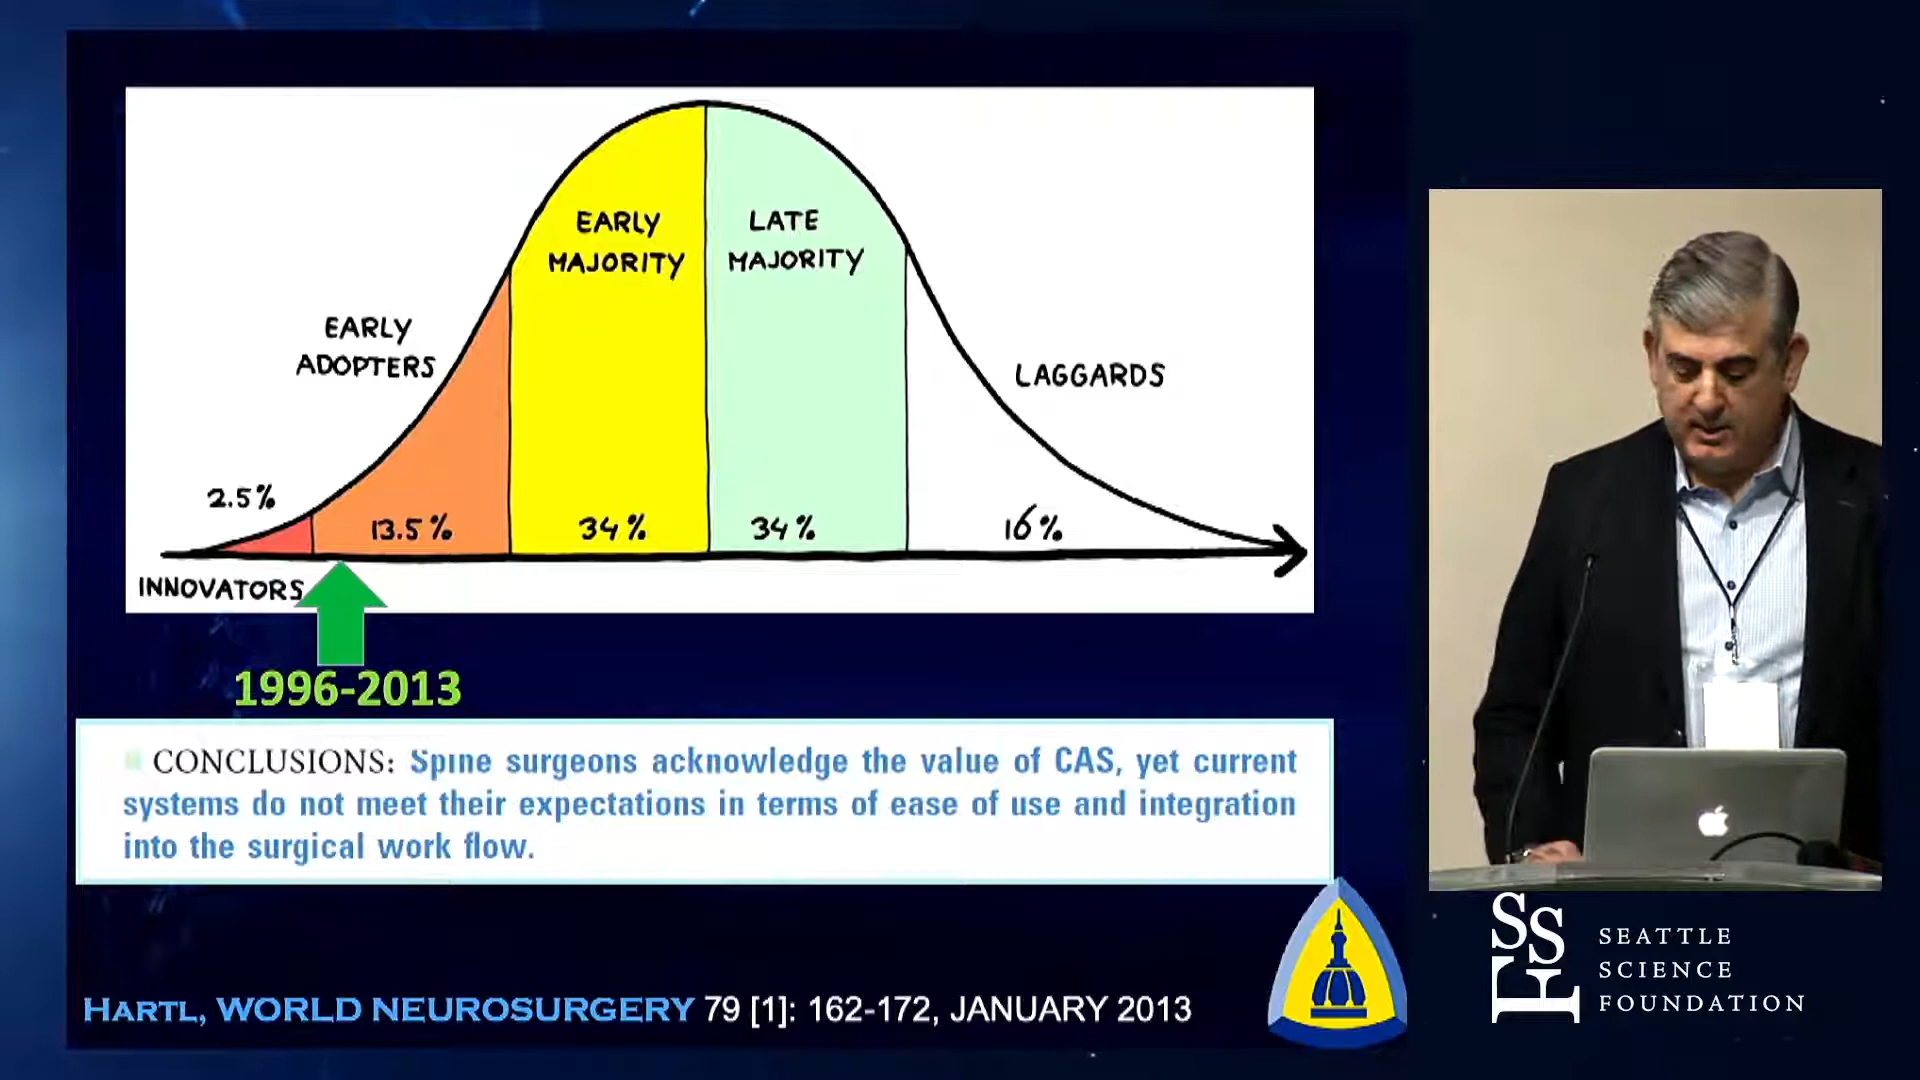 EARLY
MAJORITY
LATE
MAJORITY
EARLY
ADOPTERS
LAGGARDS
2.5%
13.5%
34%
34%
16%
INNOVATORS
1996-2013
CONCLUSIONS: Spine surgeons acknowledge the value of CAS, yet current
systems do not meet their expectations in terms of ease of use and integration
into the surgical work flow.
HARTL, WORLD NEUROSURGERY 79 [1]: 162-172, JANUARY 2013
SSF
SEATTLE
SCIENCE
FOUNDATION